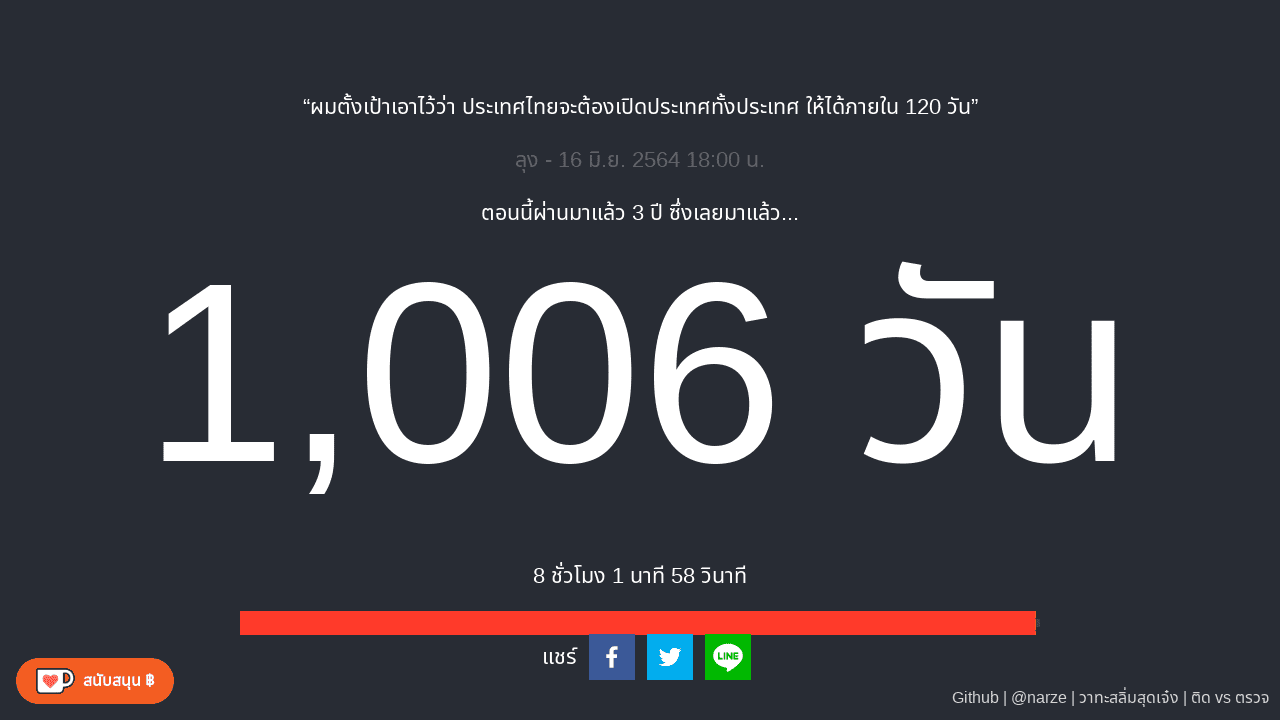 “ผมตั้งเป้าเอาไว้ว่า ประเทศไทยจะต้องเปิดประเทศทั้งประเทศ ให้ได้ภายใน 120 วัน”
ลุง - 16 มิ.ย. 2564 18:00 น.
ตอนนี้ผ่านมาแล้ว 3 ปี ซึ่งเลยมาแล้ว...
1,006 วัน
8 ชั่วโมง 1 นาที 58 วินาที
แชร์
LINE
สนับสนุน ฿
Github | @narze | วาทะสลิ่มสุดเจ๋ง | ติด vs ตรวจ